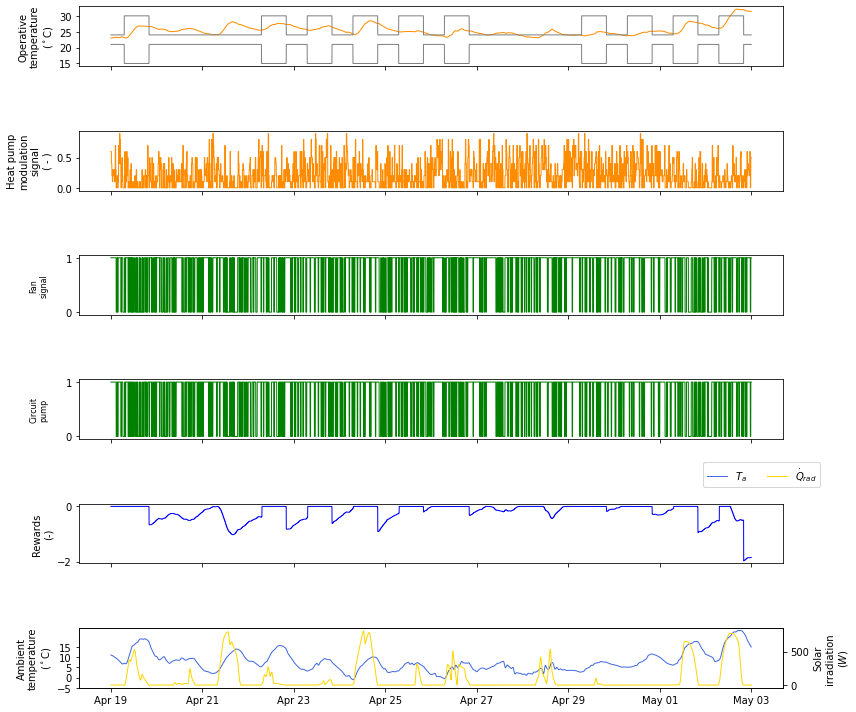 Operative
temperature
(°C)
30
25
20
15
Heat pump
modulation
signal
( - )
0.5
0.0
Fan
signal
1
0
Circuit
pump
1
0
T_a Q̇_rad
Rewards
(-)
0
−2
Ambient
temperature
(°C)
15
10
5
0
−5
500
0
Solar
irradiation
(W)
Apr 19 Apr 21 Apr 23 Apr 25 Apr 27 Apr 29 May 01 May 03